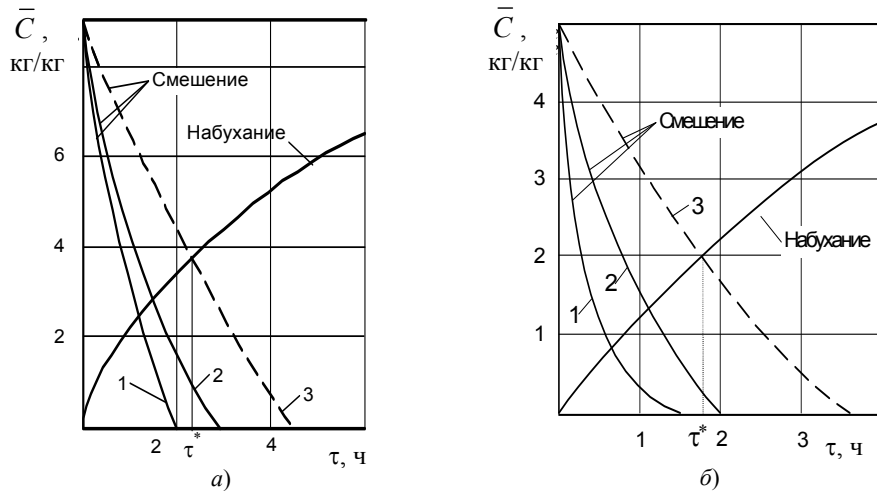 C̅ ,
кг/кг
Смешение
Набухание
6
4
2
1
2
3
2
τ*
4
τ, ч
а)
C̅ ,
кг/кг
4
Смешение
3
3
Набухание
2
2
1
1
1
τ*
2
3
τ, ч
б)